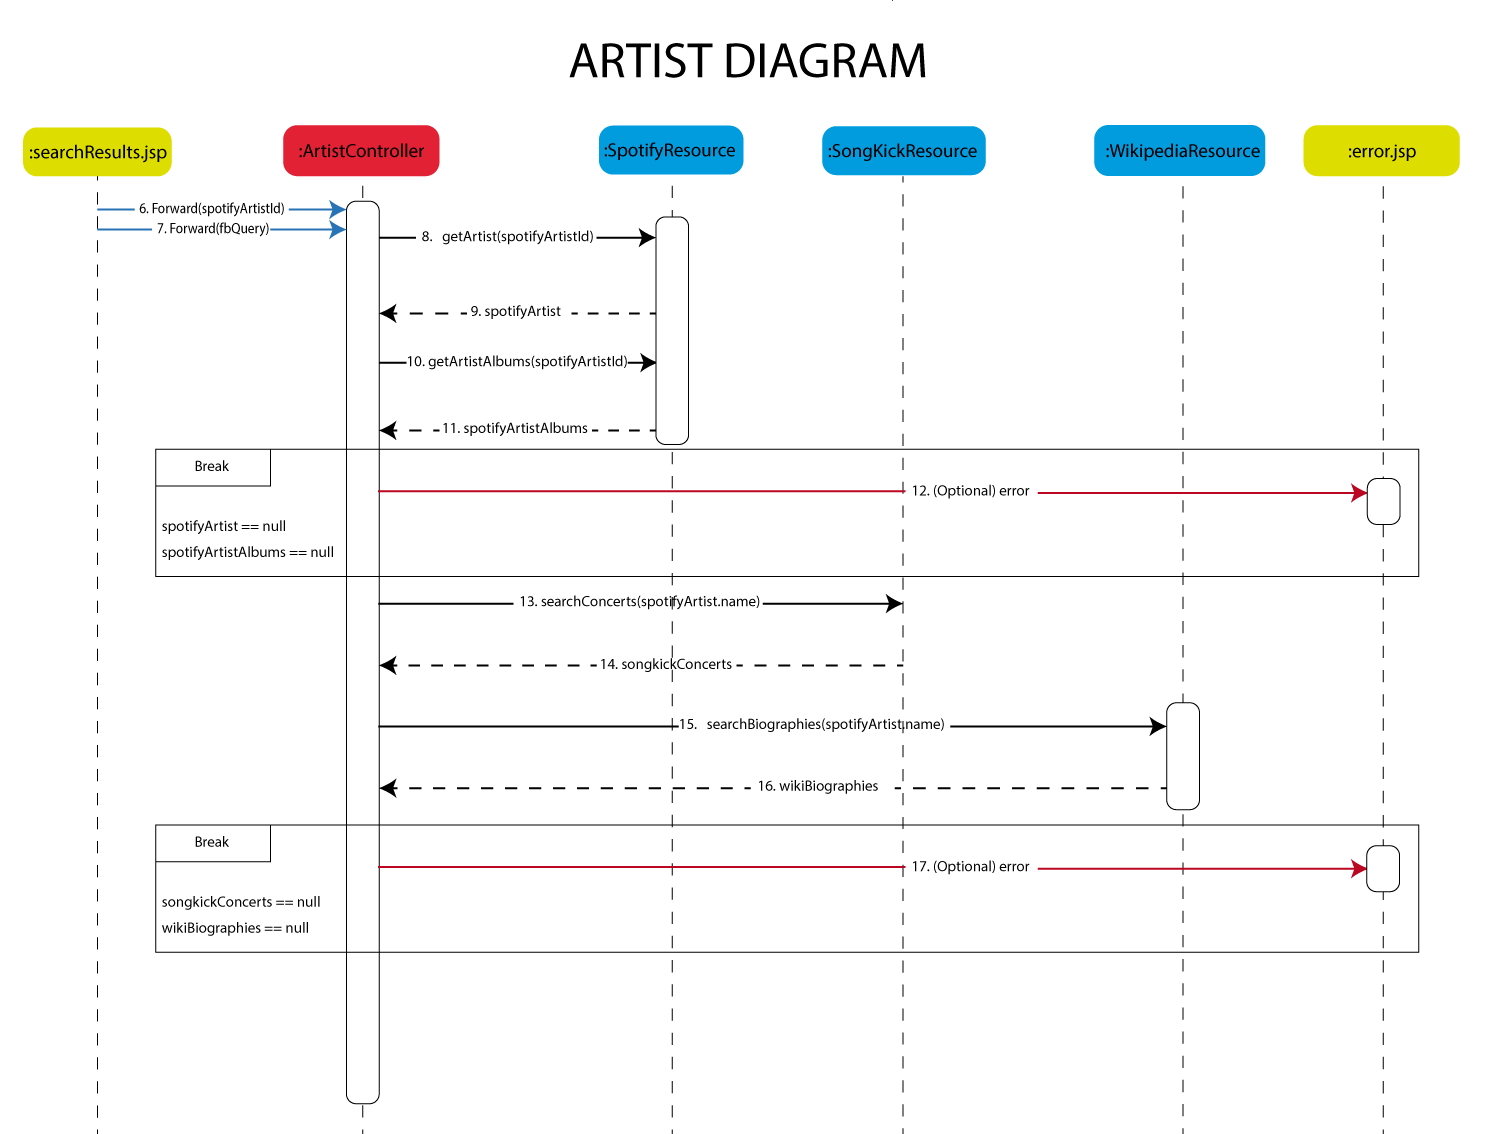 ARTIST DIAGRAM
:searchResults.jsp
:ArtistController
:SpotifyResource
:SongKickResource
:WikipediaResource
:error.jsp
6. Forward(spotifyArtistId)
7. Forward(fbQuery)
8. getArtist(spotifyArtistId)
9. spotifyArtist
10. getArtistAlbums(spotifyArtistId)
11. spotifyArtistAlbums
Break
12. (Optional) error
spotifyArtist == null
spotifyArtistAlbums == null
13. searchConcerts(spotifyArtist.name)
14. songkickConcerts
15. searchBiographies(spotifyArtist.name)
16. wikiBiographies
Break
17. (Optional) error
songkickConcerts == null
wikiBiographies == null